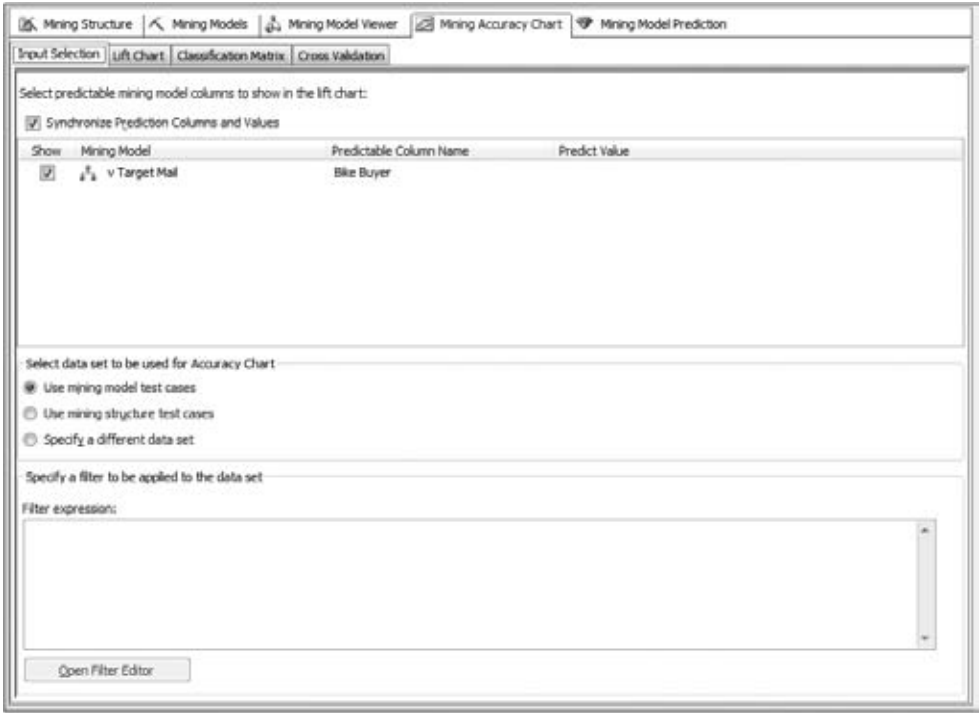 Mining Structure Mining Models Mining Model Viewer Mining Accuracy Chart Mining Model Prediction
Input Selection Lift Chart Classification Matrix Cross Validation
Select predictable mining model columns to show in the lift chart:
Synchronize Prediction Columns and Values
Show Mining Model Predictable Column Name Predict Value
v Target Mail Bike Buyer
Select data set to be used for Accuracy Chart
Use mining model test cases
Use mining structure test cases
Specify a different data set
Specify a filter to be applied to the data set
Filter expression:
Open Filter Editor